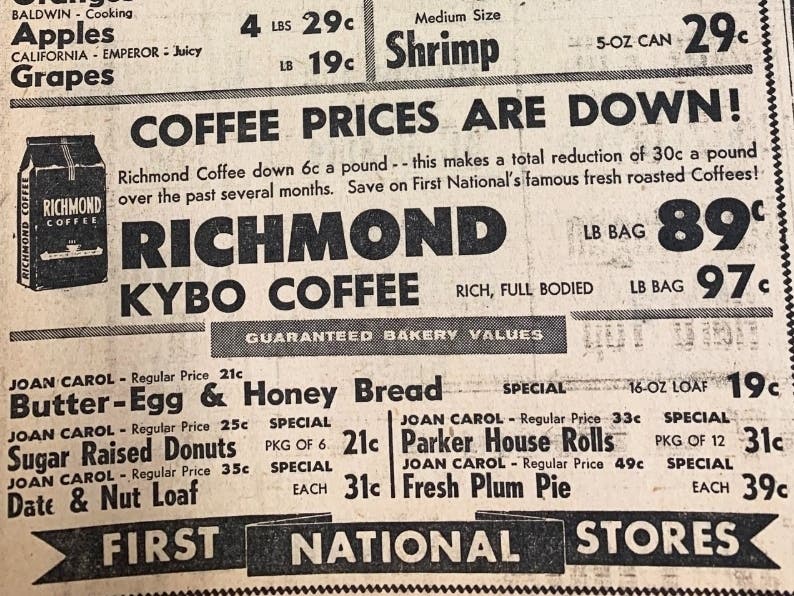 Oranges
BALDWIN - Cooking
Apples 4 LBS 29c
CALIFORNIA - EMPEROR - Juicy
Grapes LB 19c
Medium Size
Shrimp 5-OZ CAN 29c
COFFEE PRICES ARE DOWN!
Richmond Coffee down 6c a pound -- this makes a total reduction of 30c a pound
over the past several months. Save on First National's famous fresh roasted Coffees!
RICHMOND COFFEE
RICHMOND
COFFEE
RICHMOND LB BAG 89c
KYBO COFFEE RICH, FULL BODIED LB BAG 97c
GUARANTEED BAKERY VALUES
JOAN CAROL - Regular Price 21c
Butter-Egg & Honey Bread SPECIAL 16-OZ LOAF 19c
JOAN CAROL - Regular Price 25c SPECIAL
Sugar Raised Donuts PKG OF 6 21c
JOAN CAROL - Regular Price 35c SPECIAL
Date & Nut Loaf EACH 31c
JOAN CAROL - Regular Price 33c SPECIAL
Parker House Rolls PKG OF 12 31c
JOAN CAROL - Regular Price 49c SPECIAL
Fresh Plum Pie EACH 39c
FIRST NATIONAL STORES